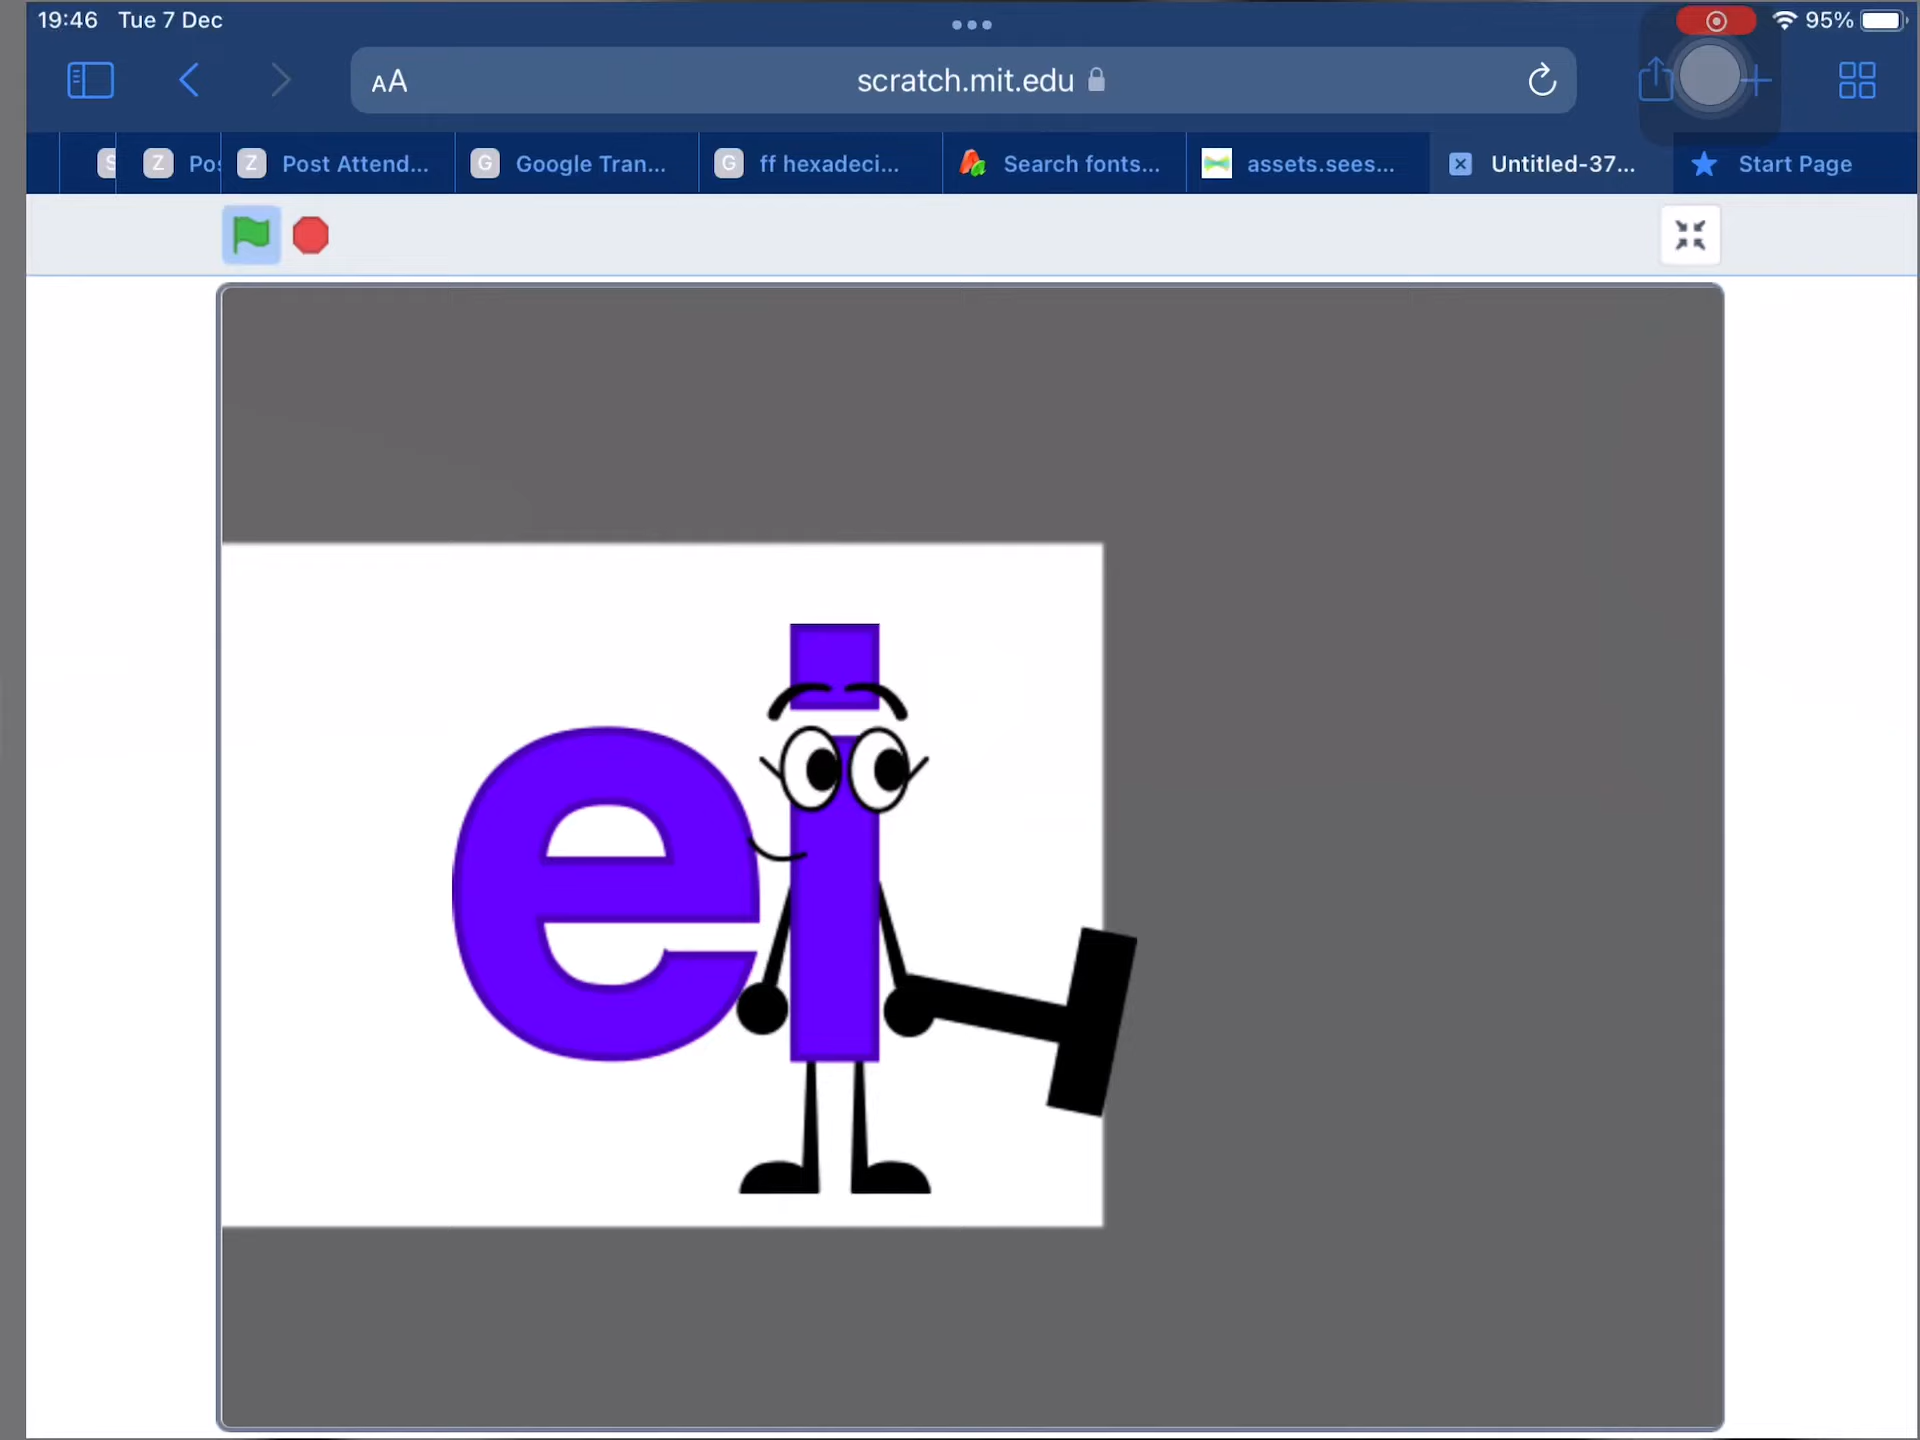 19:46 Tue 7 Dec 95%
AA scratch.mit.edu
S Z Pos Z Post Attend... G Google Tran... G ff hexadeci... Search fonts... assets.sees... Untitled-37... Start Page
ei